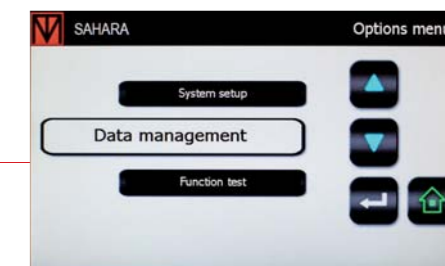 SAHARA
Options menu
System setup
Data management
Function test